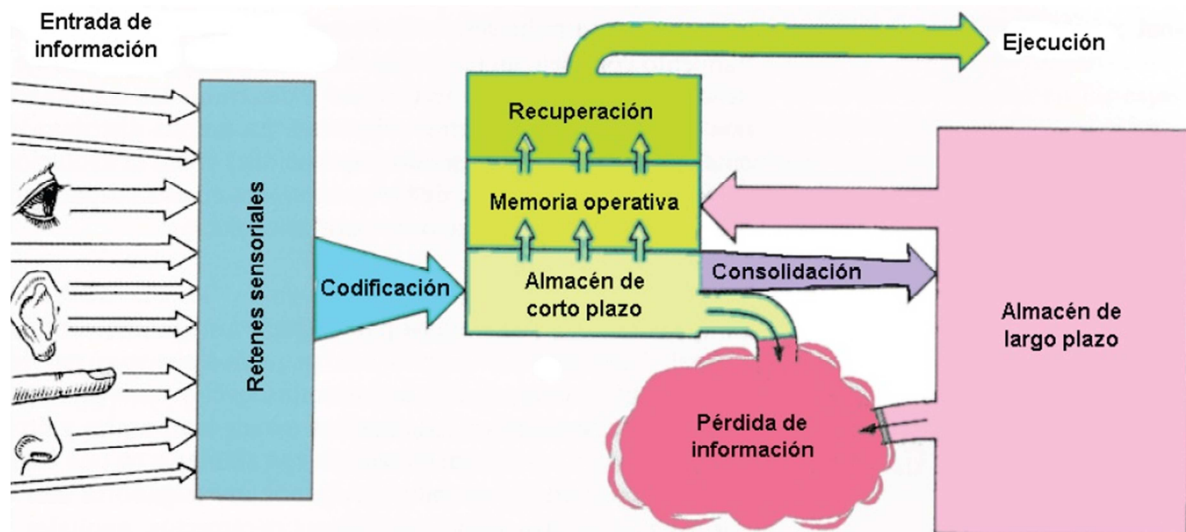 Entrada de
información
Retenes sensoriales
Codificación
Recuperación
Memoria operativa
Almacén de
corto plazo
Ejecución
Consolidación
Almacén de
largo plazo
Pérdida de
información